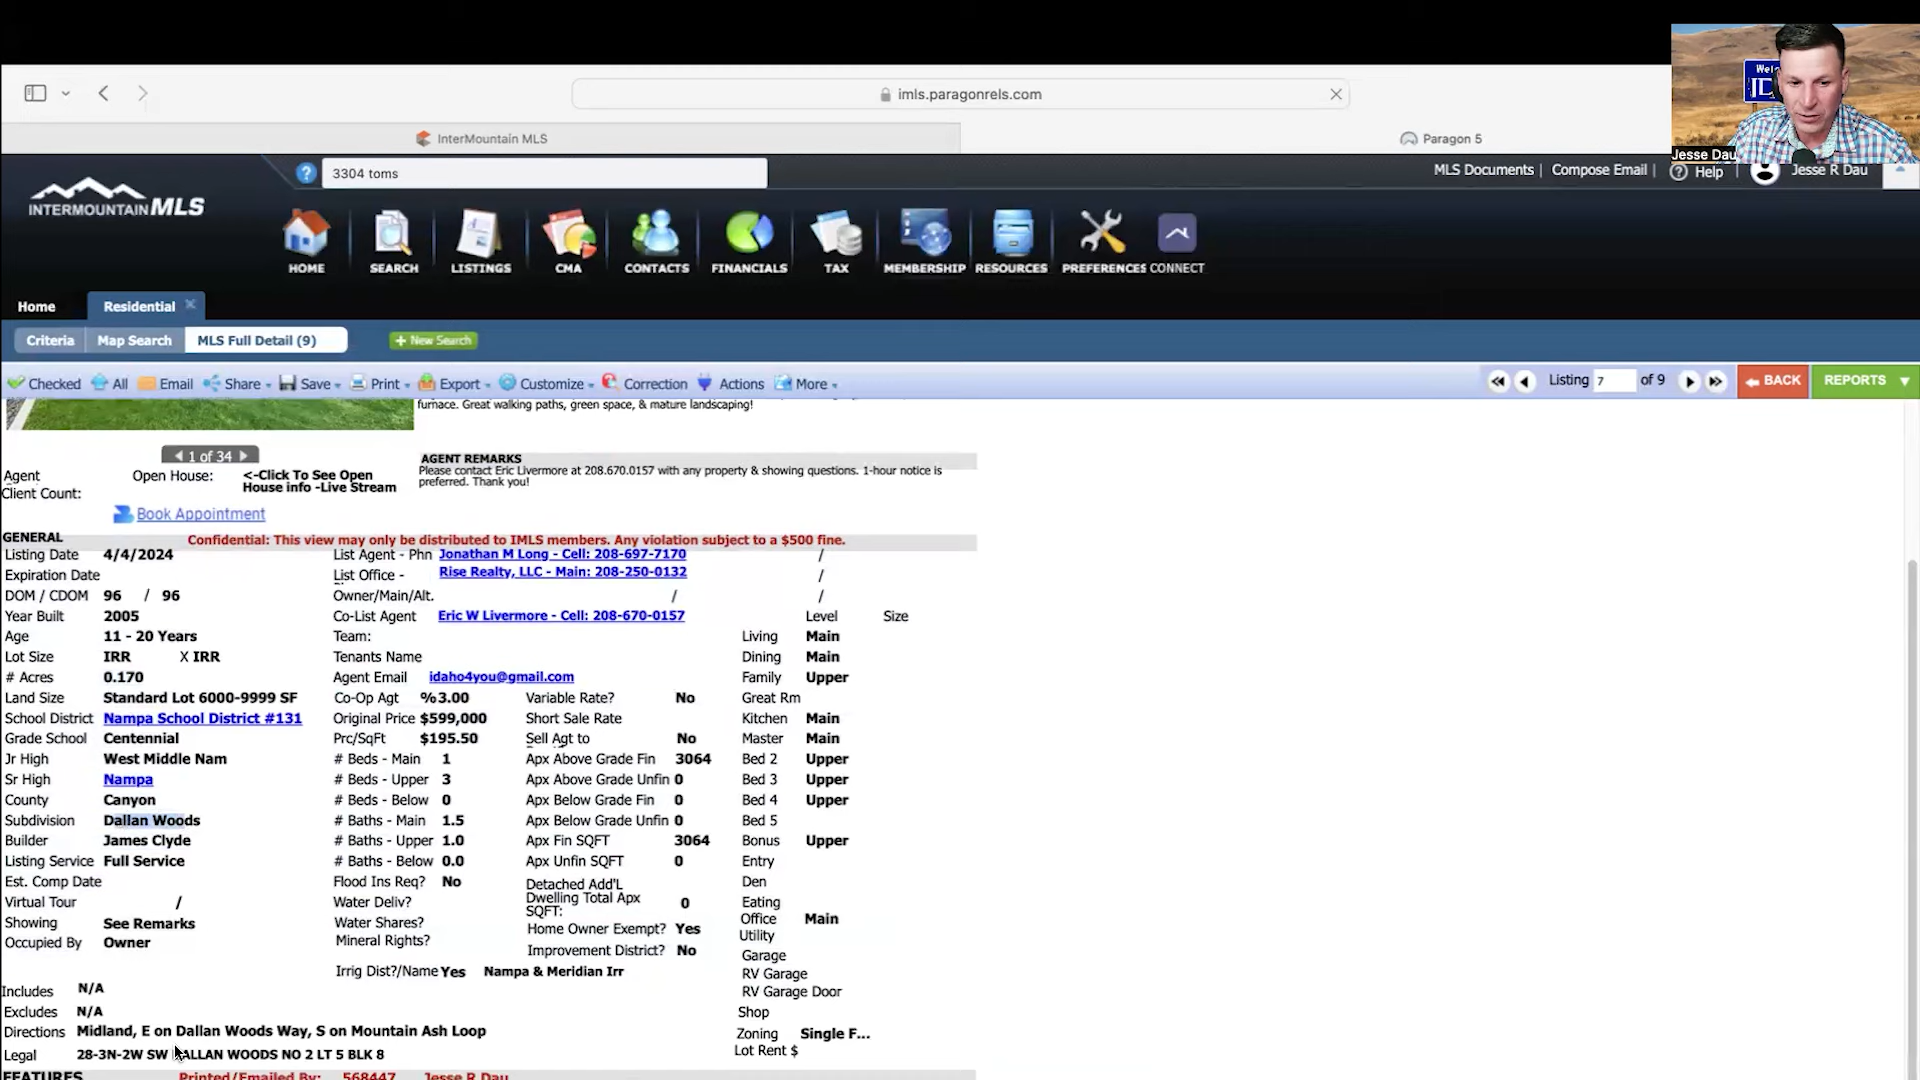 Welc
ID
Jesse Dau
imls.paragonrels.com
InterMountain MLS
Paragon 5
INTERMOUNTAIN MLS
3304 toms
MLS Documents | Compose Email | Help | Jesse R Dau
HOME SEARCH LISTINGS CMA CONTACTS FINANCIALS TAX MEMBERSHIP RESOURCES PREFERENCES CONNECT
Home Residential
Criteria Map Search MLS Full Detail (9) + New Search
Checked All Email Share Save Print Export Customize Correction Actions More Listing 7 of 9 BACK REPORTS
furnace. Great walking paths, green space, & mature landscaping!
1 of 34
AGENT REMARKS
Please contact Eric Livermore at 208.670.0157 with any property & showing questions. 1-hour notice is
preferred. Thank you!
Agent Open House: <-Click To See Open
Client Count: House info -Live Stream
Book Appointment
GENERAL Confidential: This view may only be distributed to IMLS members. Any violation subject to a $500 fine.
Listing Date 4/4/2024 List Agent - Phn Jonathan M Long - Cell: 208-697-7170 /
Expiration Date List Office - Rise Realty, LLC - Main: 208-250-0132 /
DOM / CDOM 96 / 96 Owner/Main/Alt. / /
Year Built 2005 Co-List Agent Eric W Livermore - Cell: 208-670-0157 Level Size
Age 11 - 20 Years Team: Living Main
Lot Size IRR X IRR Tenants Name Dining Main
# Acres 0.170 Agent Email idaho4you@gmail.com Family Upper
Land Size Standard Lot 6000-9999 SF Co-Op Agt %3.00 Variable Rate? No Great Rm
School District Nampa School District #131 Original Price $599,000 Short Sale Rate Kitchen Main
Grade School Centennial Prc/SqFt $195.50 Sell Agt to No Master Main
Jr High West Middle Nam # Beds - Main 1 Apx Above Grade Fin 3064 Bed 2 Upper
Sr High Nampa # Beds - Upper 3 Apx Above Grade Unfin 0 Bed 3 Upper
County Canyon # Beds - Below 0 Apx Below Grade Fin 0 Bed 4 Upper
Subdivision Dallan Woods # Baths - Main 1.5 Apx Below Grade Unfin 0 Bed 5
Builder James Clyde # Baths - Upper 1.0 Apx Fin SQFT 3064 Bonus Upper
Listing Service Full Service # Baths - Below 0.0 Apx Unfin SQFT 0 Entry
Est. Comp Date Flood Ins Req? No Detached Add'L Den
Virtual Tour / Water Deliv? Dwelling Total Apx 0 Eating
SQFT:
Showing See Remarks Water Shares? Home Owner Exempt? Yes Office Main
Occupied By Owner Mineral Rights? Improvement District? No Utility
Garage
Irrig Dist?/Name Yes Nampa & Meridian Irr RV Garage
Includes N/A RV Garage Door
Excludes N/A Shop
Directions Midland, E on Dallan Woods Way, S on Mountain Ash Loop Zoning Single F...
Legal 28-3N-2W SW ALLAN WOODS NO 2 LT 5 BLK 8 Lot Rent $
FEATURES Printed/Emailed By: 568447 Jesse R Dau